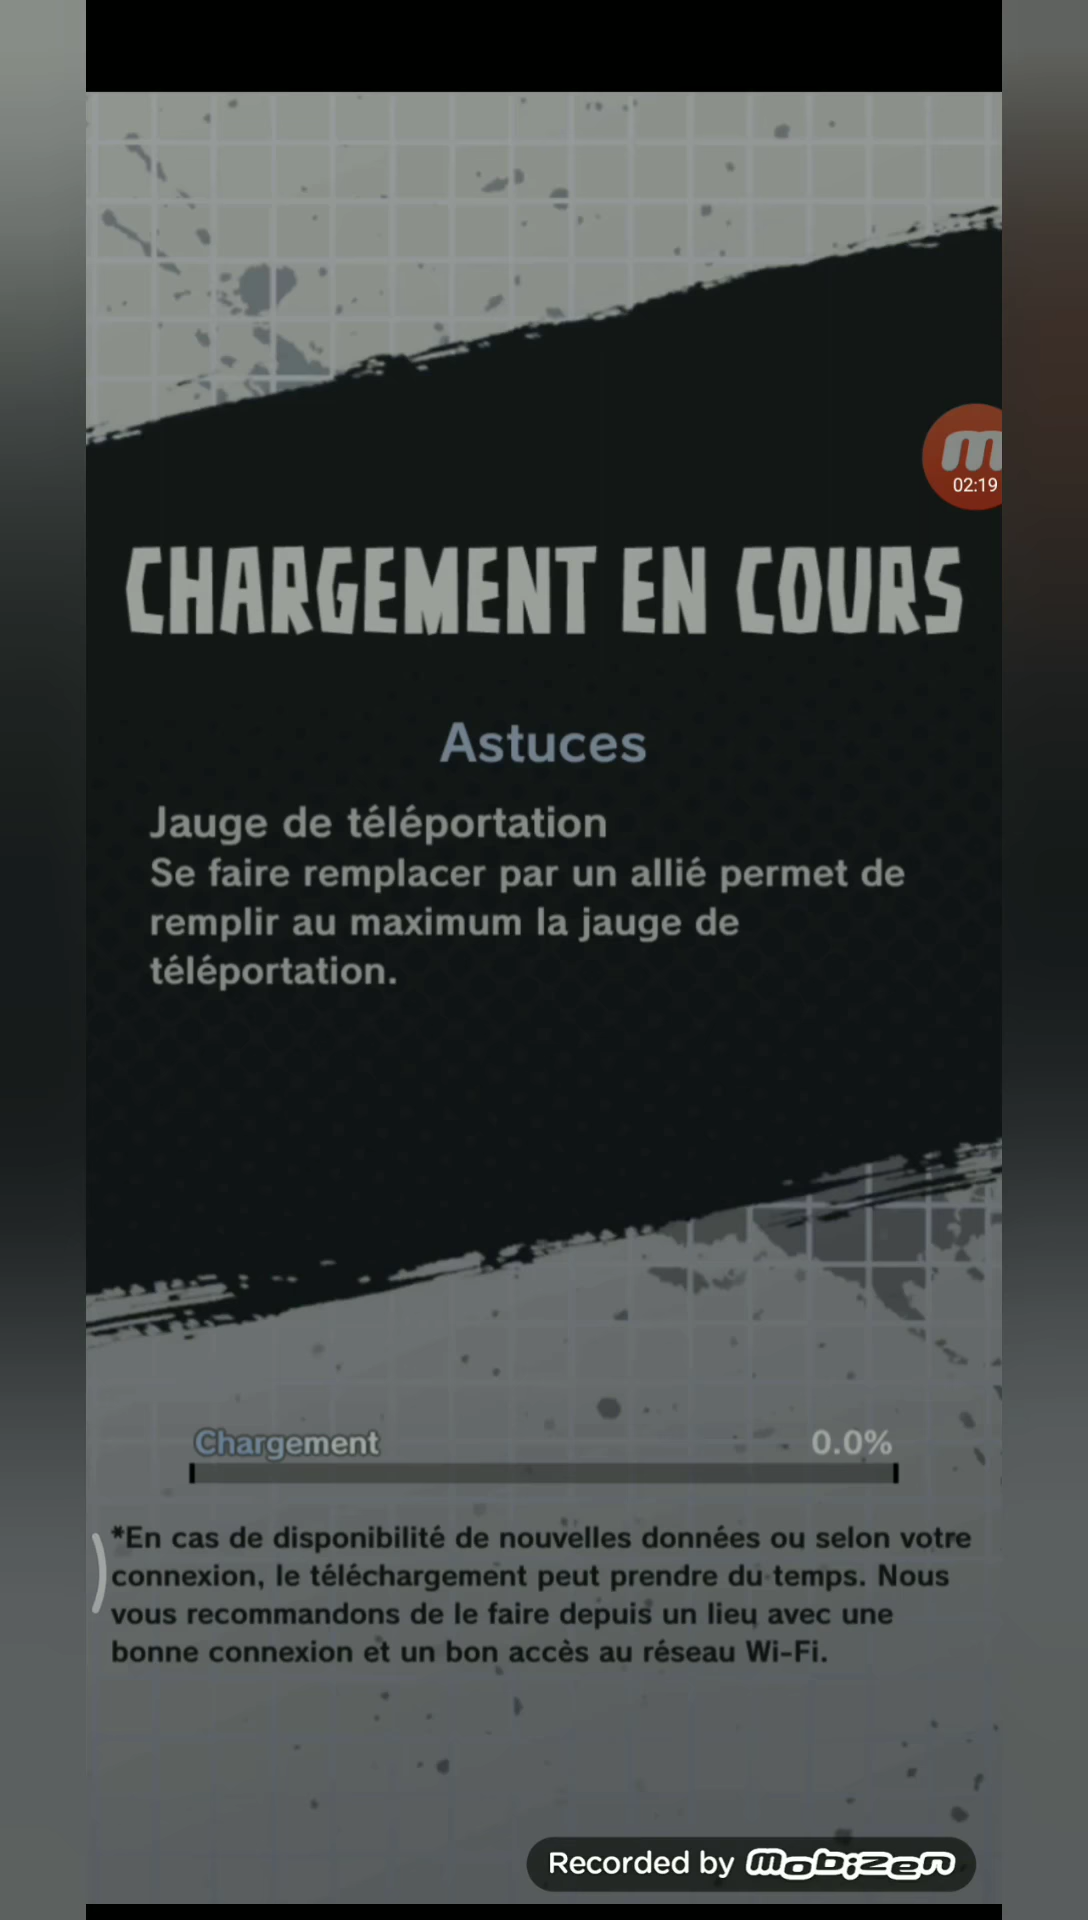 m
02:19
CHARGEMENT EN COURS
Astuces
Jauge de téléportation
Se faire remplacer par un allié permet de
remplir au maximum la jauge de
téléportation.
Chargement 0.0%
*En cas de disponibilité de nouvelles données ou selon votre
connexion, le téléchargement peut prendre du temps. Nous
vous recommandons de le faire depuis un lieu avec une
bonne connexion et un bon accès au réseau Wi-Fi.
Recorded by mobizen